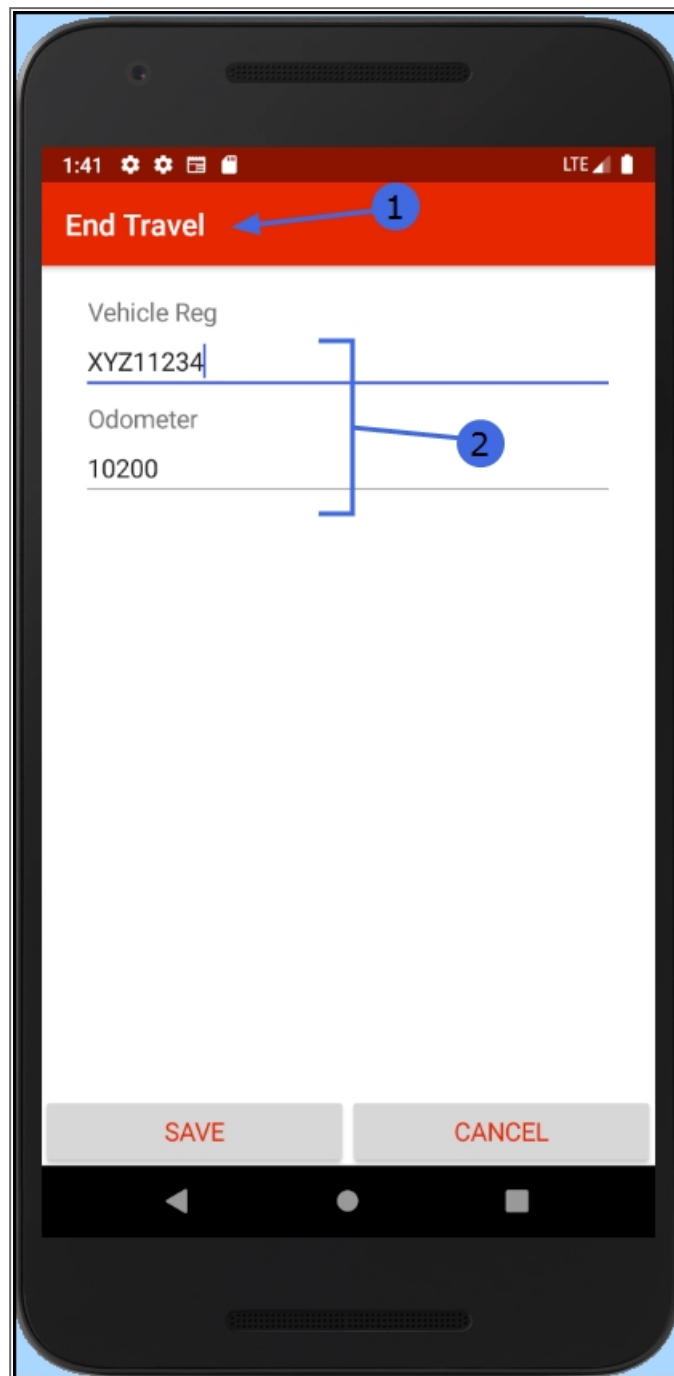 1:41 LTE
End Travel 1
Vehicle Reg
XYZ11234
Odometer
2
10200
SAVE CANCEL